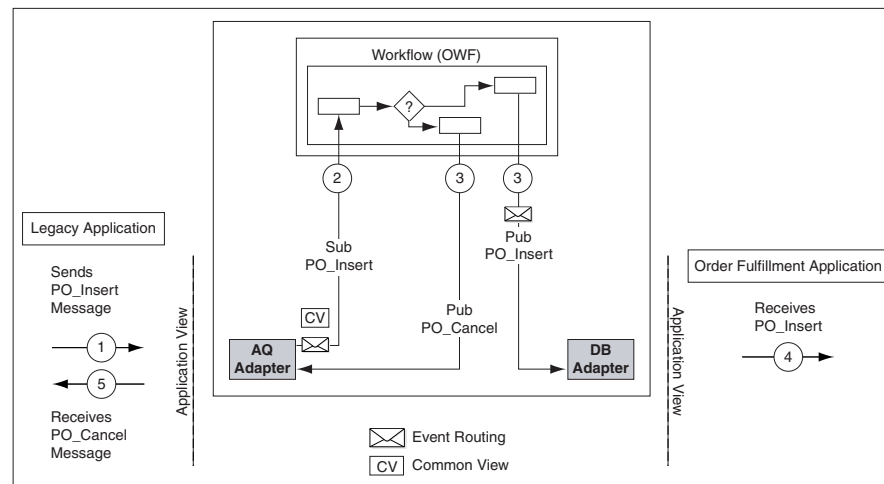 Workflow (OWF)
?
2
3
3
Legacy Application
Sends
PO_Insert
Message
1
5
Receives
PO_Cancel
Message
Application View
Sub
PO_Insert
CV
AQ
Adapter
Pub
PO_Cancel
Pub
PO_Insert
DB
Adapter
Application View
Order Fulfillment Application
Receives
PO_Insert
4
Event Routing
CV
Common View